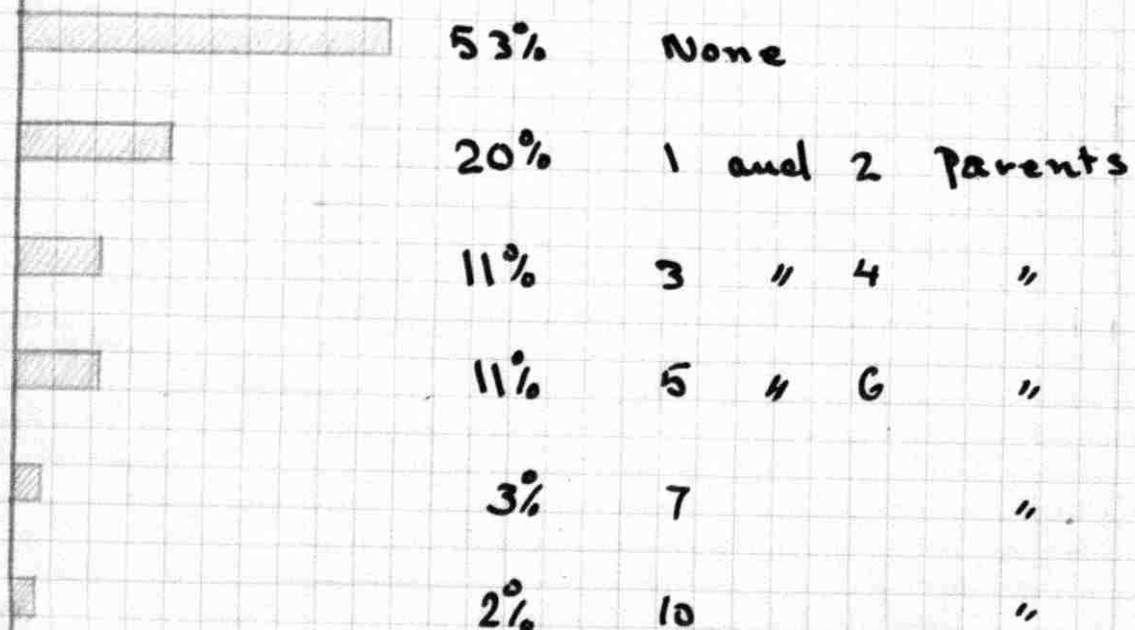 53% None
20% 1 and 2 Parents
11% 3 " 4 "
11% 5 " 6 "
3% 7 "
2% 10 "